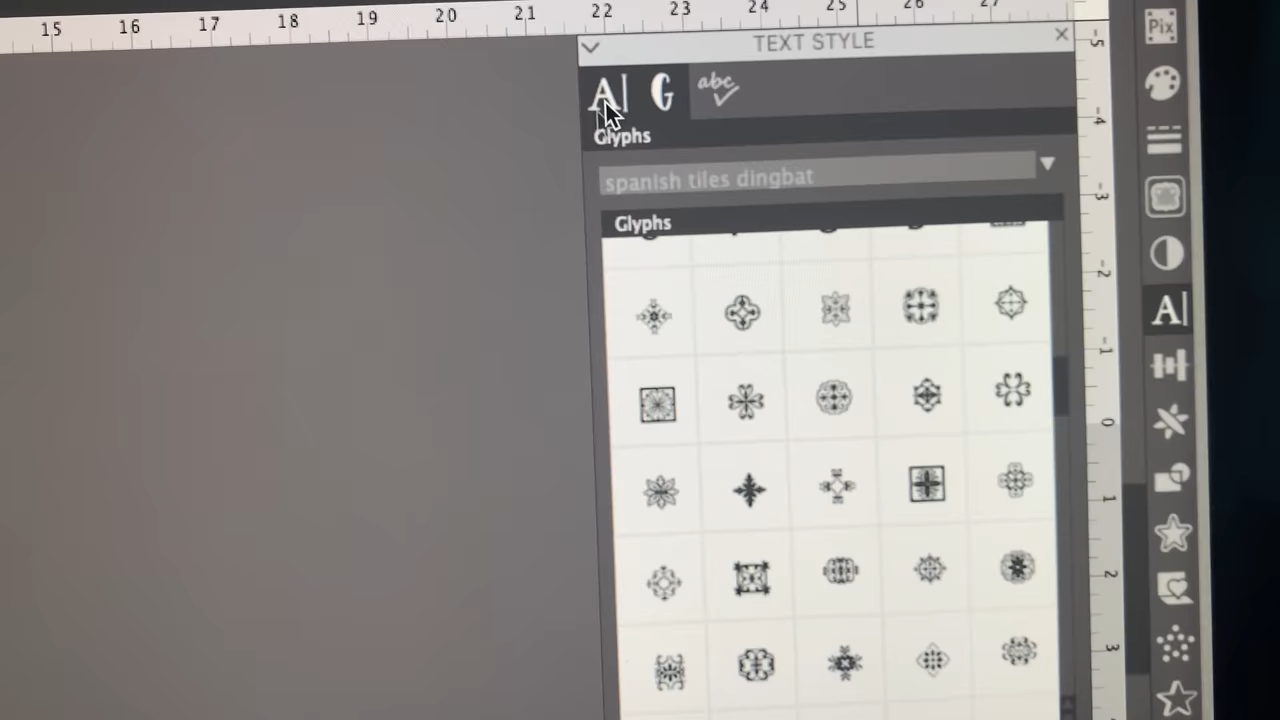 15 16 17 18 19 20 21 22 23 24 25 26 27
TEXT STYLE
A G abc
Glyphs
spanish tiles dingbat
Glyphs
Pix
A
-5
-4
-3
-2
-1
0
1
2
3